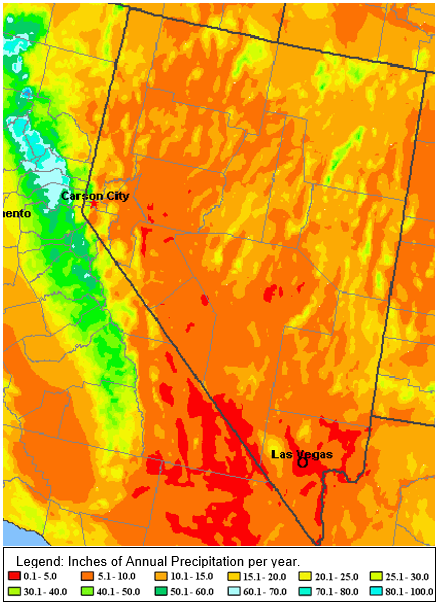 Carson City
mento
Las Vegas
Legend: Inches of Annual Precipitation per year.
0.1 - 5.0 5.1 - 10.0 10.1 - 15.0 15.1 - 20.0 20.1 - 25.0 25.1 - 30.0
30.1 - 40.0 40.1 - 50.0 50.1 - 60.0 60.1 - 70.0 70.1 - 80.0 80.1 - 100.0